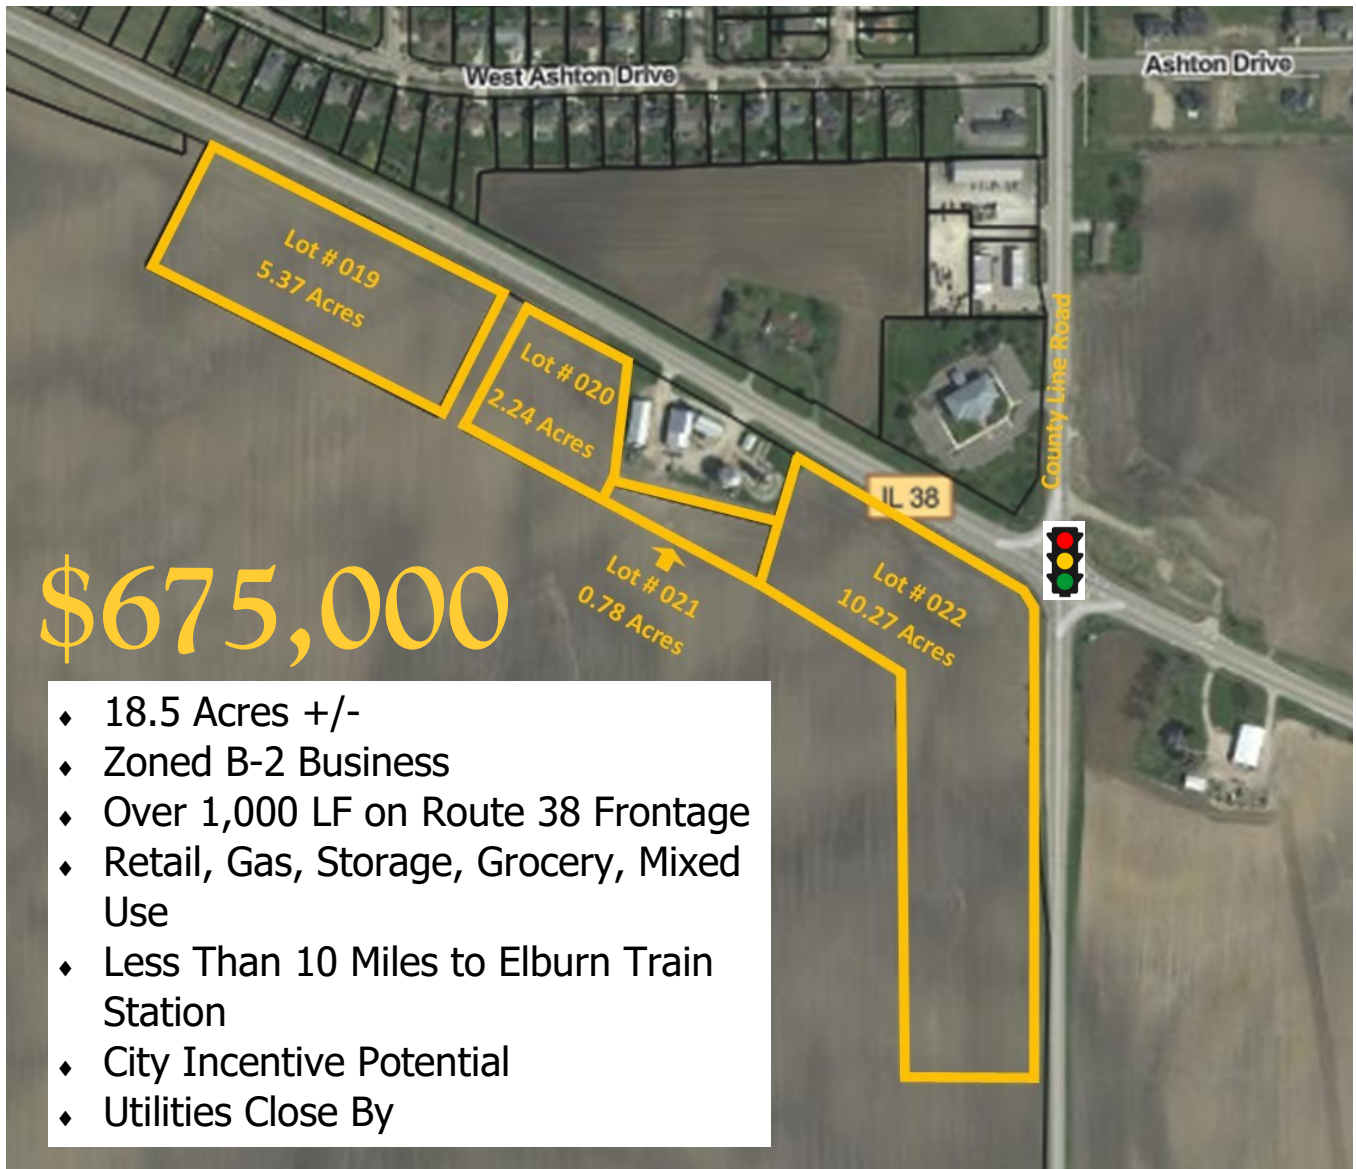 West Ashton Drive
Ashton Drive
Lot # 019
5.37 Acres
Lot # 020
2.24 Acres
County Line Road
IL 38
Lot # 021
0.78 Acres
Lot # 022
10.27 Acres
$675,000
♦ 18.5 Acres +/-
♦ Zoned B-2 Business
♦ Over 1,000 LF on Route 38 Frontage
♦ Retail, Gas, Storage, Grocery, Mixed
Use
♦ Less Than 10 Miles to Elburn Train
Station
♦ City Incentive Potential
♦ Utilities Close By